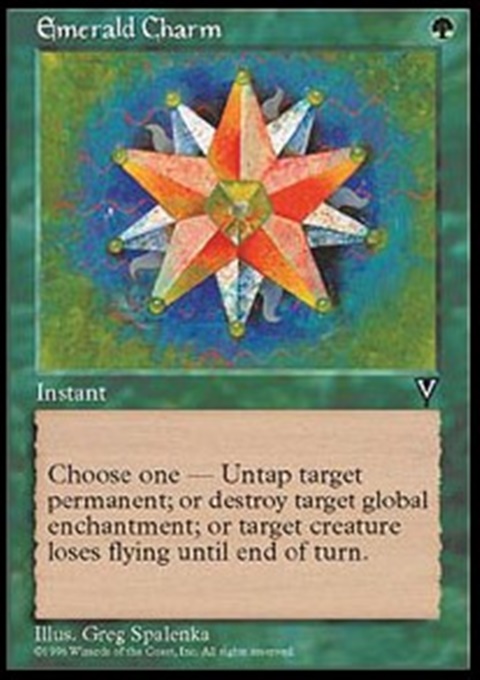 Emerald Charm
Instant
Choose one — Untap target
permanent; or destroy target global
enchantment; or target creature
loses flying until end of turn.
Illus. Greg Spalenka
©1996 Wizards of the Coast, Inc. All rights reserved.